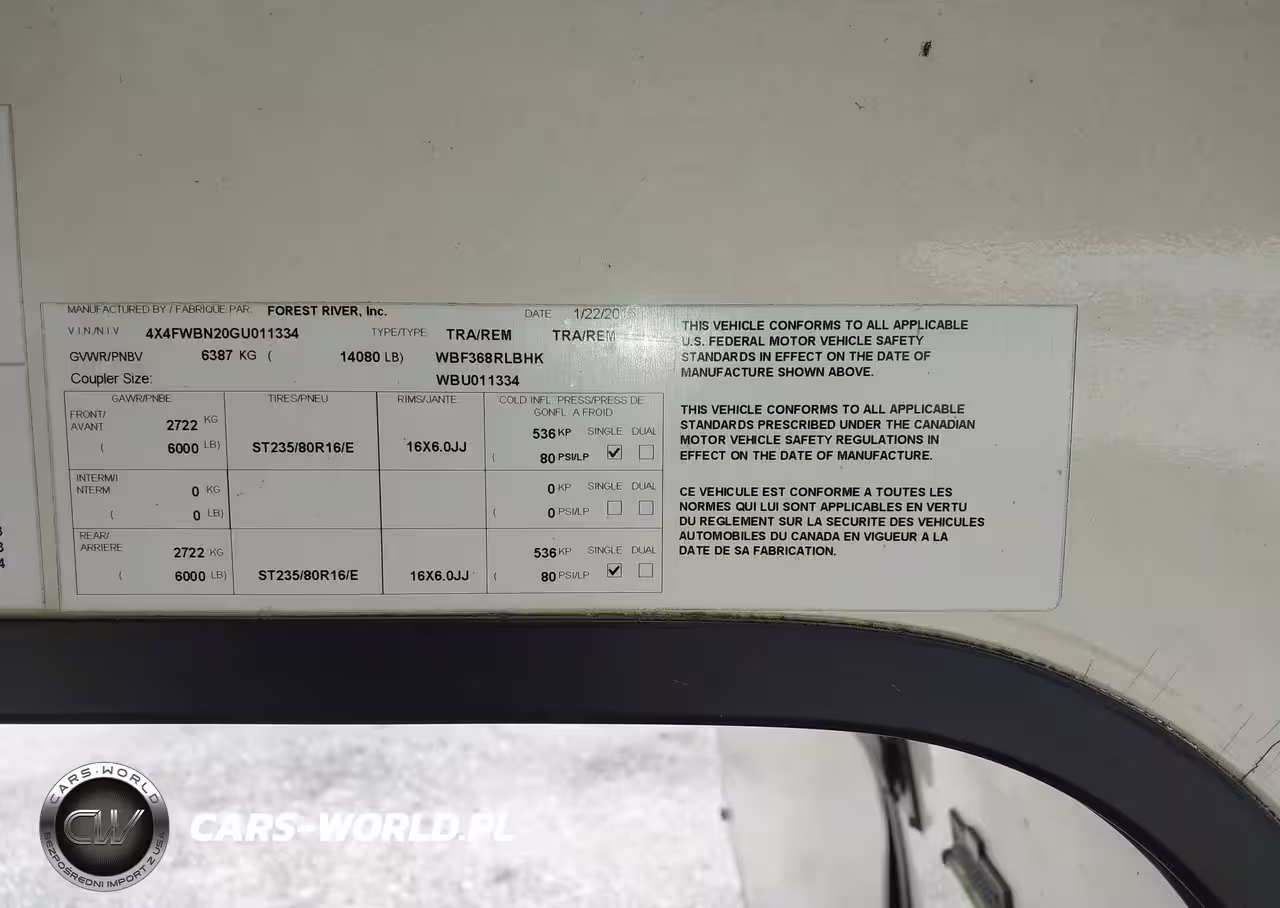 MANUFACTURED BY / FABRIQUE PAR FOREST RIVER, Inc. DATE
V.I.N./N.I.V 4X4FWBN20GU011334 TYPE/TYPE TRA/REM TRA/REM
GVWR/PNBV 6387 KG ( 14080 LB) WBF368RLBHK
Coupler Size: WBU011334
GAWR/PNBE TIRES/PNEU RIMS/JANTE COLD INFL. PRESS/PRESS DE GONFL. A FROID
FRONT/
AVANT 2722 KG 536 KP SINGLE DUAL
( 6000 LB) ST235/80R16/E 16X6.0JJ ( 80 PSI/LP
INTERM/I
NTERM 0 KG 0 KP SINGLE DUAL
( 0 LB) ( 0 PSI/LP
REAR/
ARRIERE 2722 KG 536 KP SINGLE DUAL
( 6000 LB) ST235/80R16/E 16X6.0JJ ( 80 PSI/LP
THIS VEHICLE CONFORMS TO ALL APPLICABLE
U.S. FEDERAL MOTOR VEHICLE SAFETY
STANDARDS IN EFFECT ON THE DATE OF
MANUFACTURE SHOWN ABOVE.
THIS VEHICLE CONFORMS TO ALL APPLICABLE
STANDARDS PRESCRIBED UNDER THE CANADIAN
MOTOR VEHICLE SAFETY REGULATIONS IN
EFFECT ON THE DATE OF MANUFACTURE.
CE VEHICULE EST CONFORME A TOUTES LES
NORMES QUI LUI SONT APPLICABLES EN VERTU
DU REGLEMENT SUR LA SECURITE DES VEHICULES
AUTOMOBILES DU CANADA EN VIGUEUR A LA
DATE DE SA FABRICATION.
3
3
4
CARS-WORLD
CW
BEZPOŚREDNI IMPORT Z USA
CARS-WORLD.PL